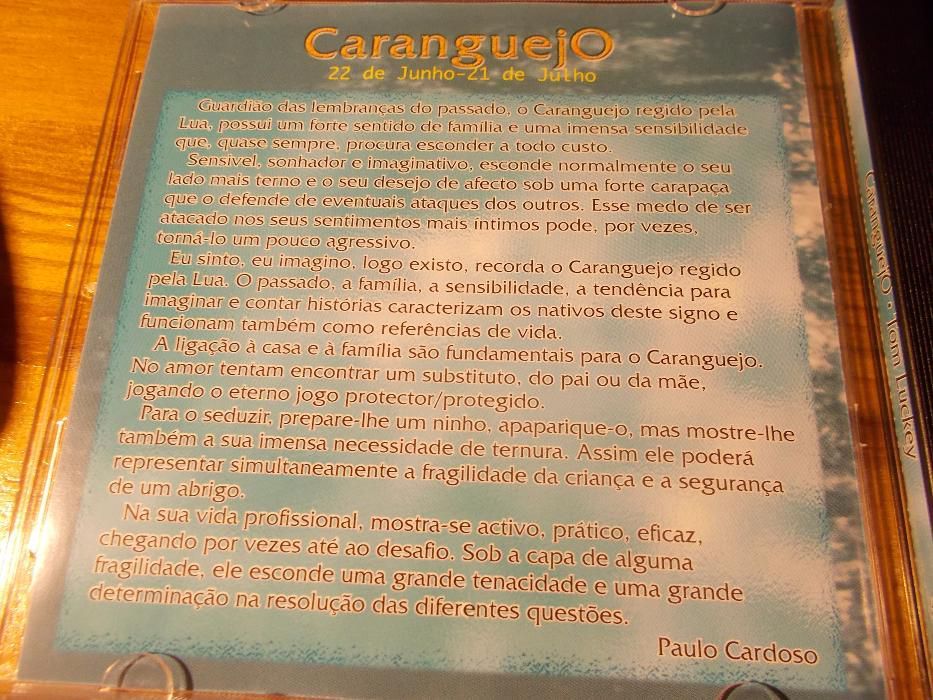 CaranguejO
22 de Junho-21 de Julho
Guardião das lembranças do passado, o Caranguejo regido pela
Lua, possui um forte sentido de família e uma imensa sensibilidade
que, quase sempre, procura esconder a todo custo.
Sensível, sonhador e imaginativo, esconde normalmente o seu
lado mais terno e o seu desejo de afecto sob uma forte carapaça
que o defende de eventuais ataques dos outros. Esse medo de ser
atacado nos seus sentimentos mais íntimos pode, por vezes,
torná-lo um pouco agressivo.
Eu sinto, eu imagino, logo existo, recorda o Caranguejo regido
pela Lua. O passado, a família, a sensibilidade, a tendência para
imaginar e contar histórias caracterizam os nativos deste signo e
funcionam também como referências de vida.
A ligação à casa e à família são fundamentais para o Caranguejo.
No amor tentam encontrar um substituto, do pai ou da mãe,
jogando o eterno jogo protector/protegido.
Para o seduzir, prepare-lhe um ninho, apaparique-o, mas mostre-lhe
também a sua imensa necessidade de ternura. Assim ele poderá
representar simultaneamente a fragilidade da criança e a segurança
de um abrigo.
Na sua vida profissional, mostra-se activo, prático, eficaz,
chegando por vezes até ao desafio. Sob a capa de alguma
fragilidade, ele esconde uma grande tenacidade e uma grande
determinação na resolução das diferentes questões.
Paulo Cardoso
CaranguejO • Tom Luckey